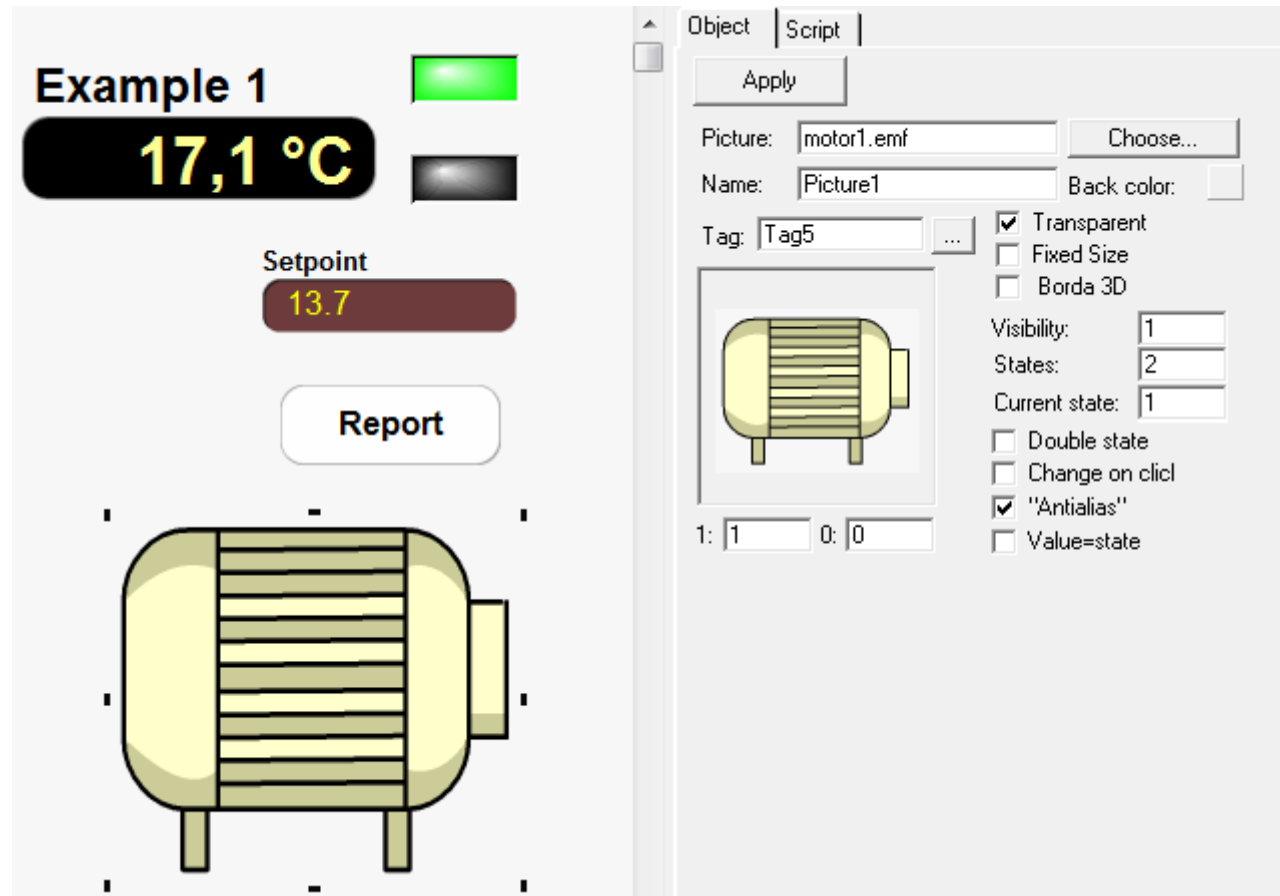 Example 1
17,1 °C
Setpoint
13.7
Report
Object Script
Apply
Picture: motor1.emf Choose...
Name: Picture1 Back color:
Tag: Tag5 ...
Transparent
Fixed Size
Borda 3D
Visibility: 1
States: 2
Current state: 1
Double state
Change on clicl
"Antialias"
Value=state
1: 1 0: 0